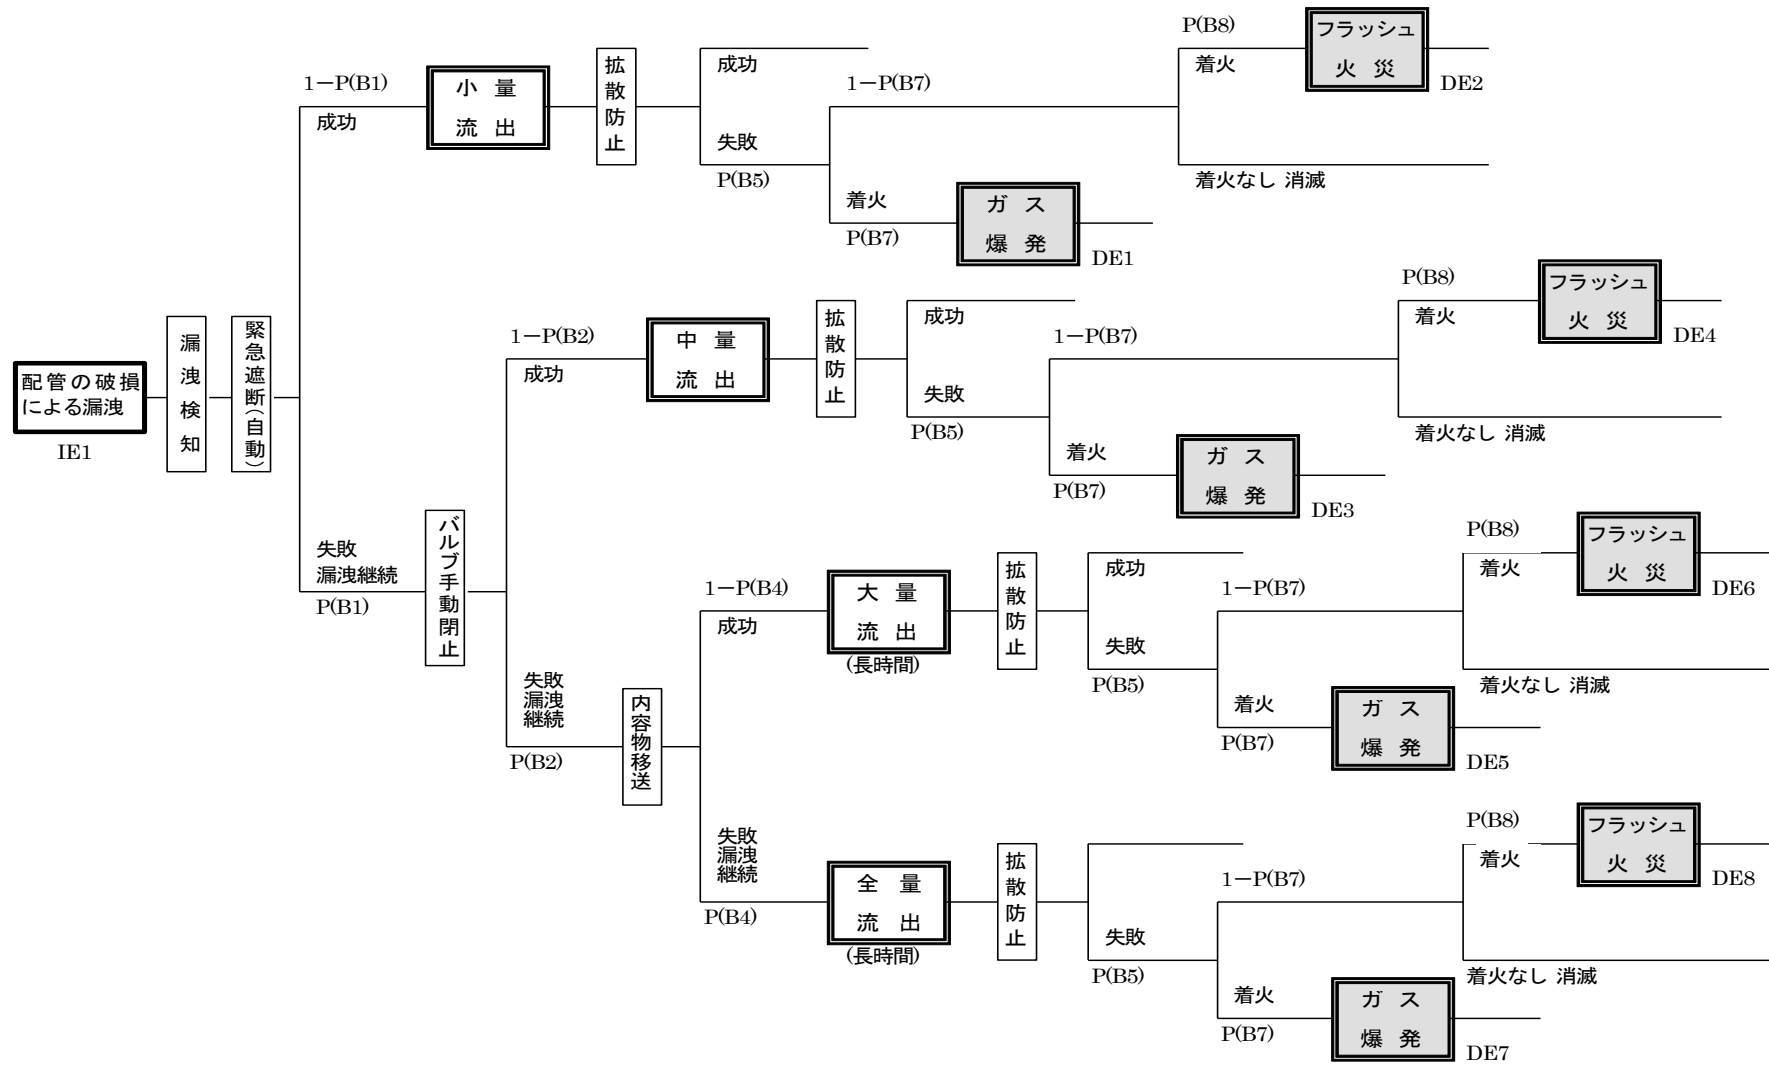 配管の破損
による漏洩
IE1
漏洩検知
緊急遮断(自動)
1－P(B1)
成功
小 量
流 出
拡散防止
成功
失敗
P(B5)
1－P(B7)
着火
P(B7)
ガ ス
爆 発
DE1
P(B8)
着火
フラッシュ
火 災
DE2
着火なし 消滅
失敗
漏洩継続
P(B1)
バルブ手動閉止
1－P(B2)
成功
中 量
流 出
拡散防止
成功
失敗
P(B5)
1－P(B7)
着火
P(B7)
ガ ス
爆 発
DE3
P(B8)
着火
フラッシュ
火 災
DE4
着火なし 消滅
失敗
漏洩
継続
P(B2)
内容物移送
1－P(B4)
成功
大 量
流 出
(長時間)
拡散防止
成功
失敗
P(B5)
1－P(B7)
着火
P(B7)
ガ ス
爆 発
DE5
P(B8)
着火
フラッシュ
火 災
DE6
着火なし 消滅
失敗
漏洩
継続
P(B4)
全 量
流 出
(長時間)
拡散防止
失敗
P(B5)
1－P(B7)
着火
P(B7)
ガ ス
爆 発
DE7
P(B8)
着火
フラッシュ
火 災
DE8
着火なし 消滅